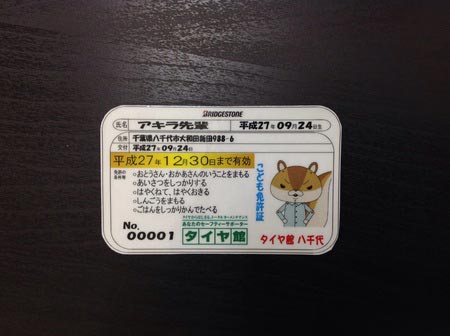 BRIDGESTONE
氏名 アキラ先輩 平成27年09月24日生
住所 千葉県八千代市大和田新田988-6
交付 平成27年09月24日
平成27年12月30日まで有効
免許の
条件等
○おとうさん・おかあさんのいうことをまもる
○あいさつをしっかりする
○はやくねて、はやくおきる
○しんごうをまもる
○ごはんをしっかりかんでたべる
こども免許証
No.
00001
あなたのセーフティーサポーター
タイヤ館
タイヤ館 八千代